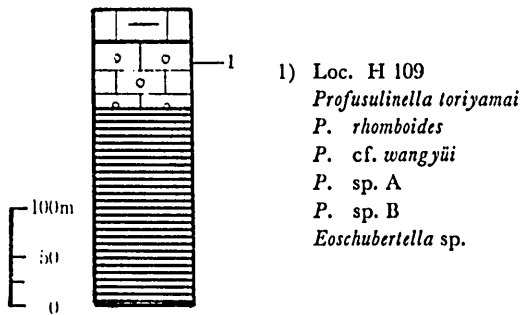 1
1) Loc. H 109
Profusulinella toriyamai
P. rhomboides
P. cf. wangyüi
P. sp. A
P. sp. B
Eoschubertella sp.
100m
50
0